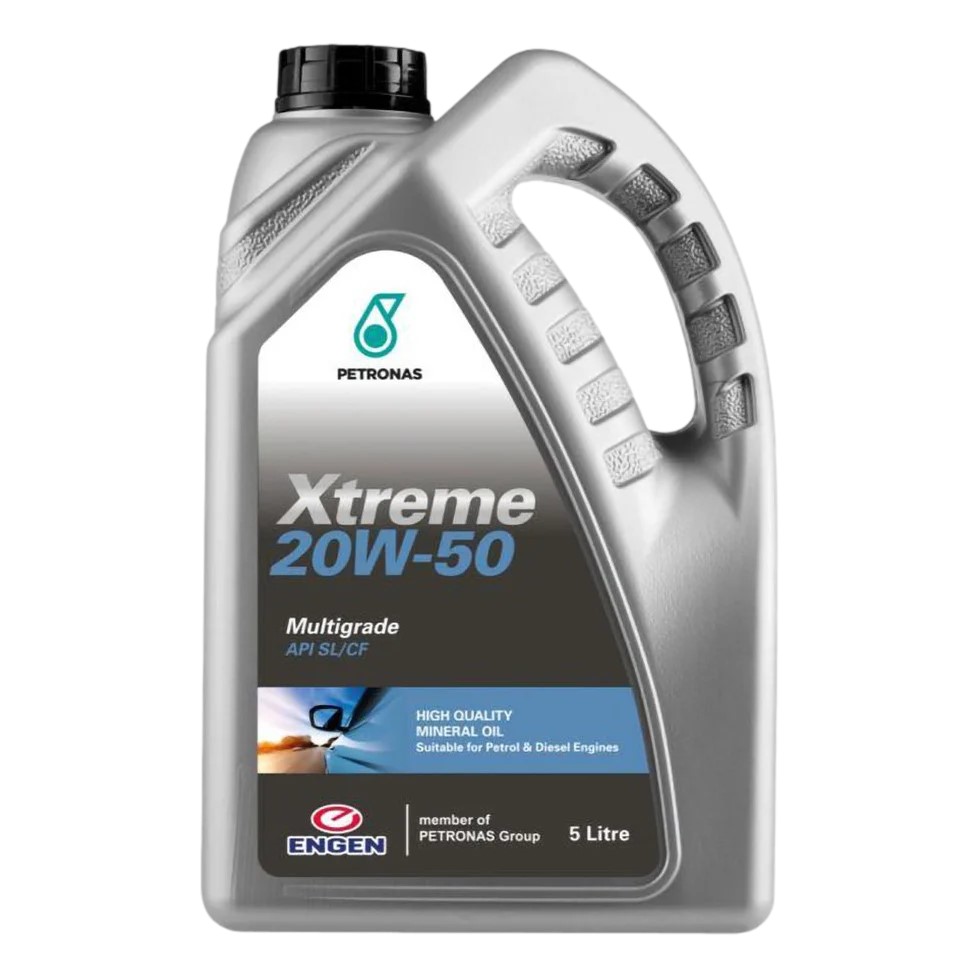 PETRONAS
Xtreme
20W-50
Multigrade
API SL/CF
HIGH QUALITY
MINERAL OIL
Suitable for Petrol & Diesel Engines
ENGEN
member of
PETRONAS Group
5 Litre